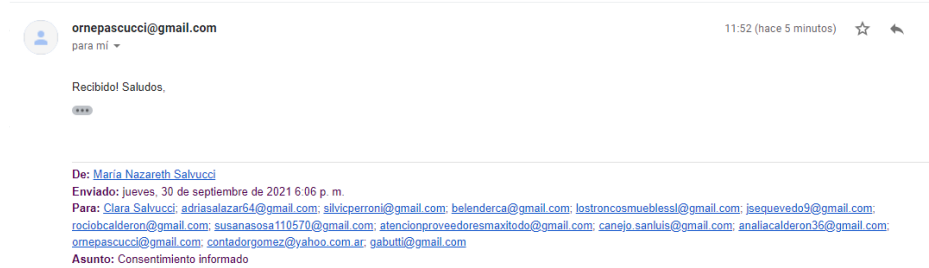 ornepascucci@gmail.com
11:52 (hace 5 minutos)
para mí
Recibido! Saludos,
De: María Nazareth Salvucci
Enviado: jueves, 30 de septiembre de 2021 6:06 p. m.
Para: Clara Salvucci; adriasalazar64@gmail.com; silvicperroni@gmail.com; belenderca@gmail.com; lostroncosmueblessl@gmail.com; jsequevedo9@gmail.com;
rociobcalderon@gmail.com; susanasosa110570@gmail.com; atencionproveedoresmaxitodo@gmail.com; canejo.sanluis@gmail.com; analiacalderon36@gmail.com;
ornepascucci@gmail.com; contadorgomez@yahoo.com.ar; gabutti@gmail.com
Asunto: Consentimiento informado